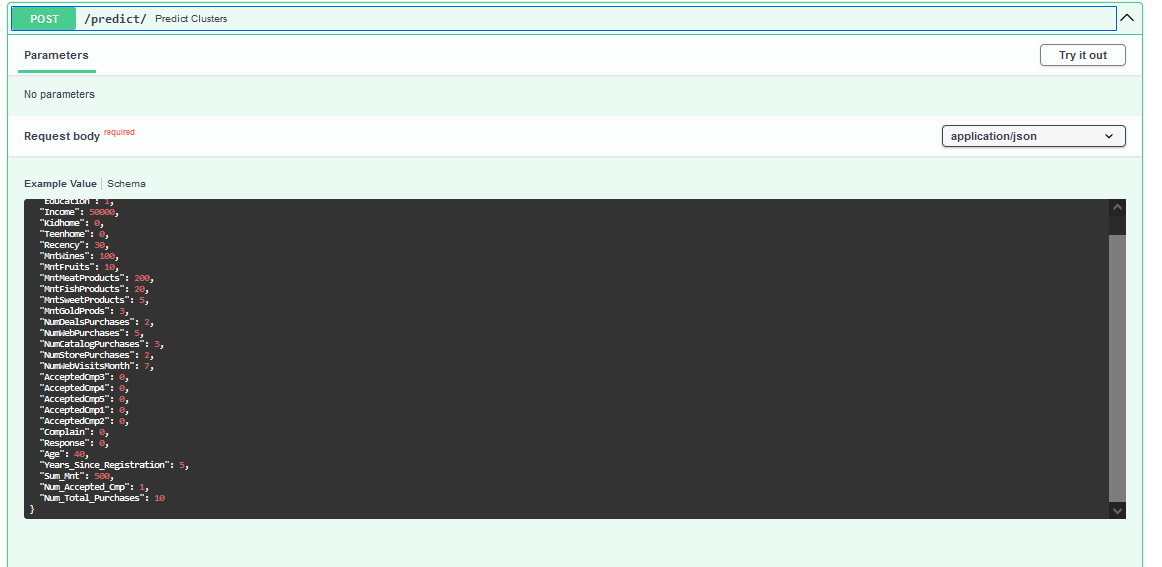 POST /predict/ Predict Clusters
Parameters
Try it out
No parameters
Request body required
application/json
Example Value | Schema
"Education": 1,
"Income": 50000,
"Kidhome": 0,
"Teenhome": 0,
"Recency": 30,
"MntWines": 100,
"MntFruits": 10,
"MntMeatProducts": 200,
"MntFishProducts": 20,
"MntSweetProducts": 5,
"MntGoldProds": 3,
"NumDealsPurchases": 2,
"NumWebPurchases": 5,
"NumCatalogPurchases": 3,
"NumStorePurchases": 2,
"NumWebVisitsMonth": 7,
"AcceptedCmp3": 0,
"AcceptedCmp4": 0,
"AcceptedCmp5": 0,
"AcceptedCmp1": 0,
"AcceptedCmp2": 0,
"Complain": 0,
"Response": 0,
"Age": 40,
"Years_Since_Registration": 5,
"Sum_Mnt": 500,
"Num_Accepted_Cmp": 1,
"Num_Total_Purchases": 10
}